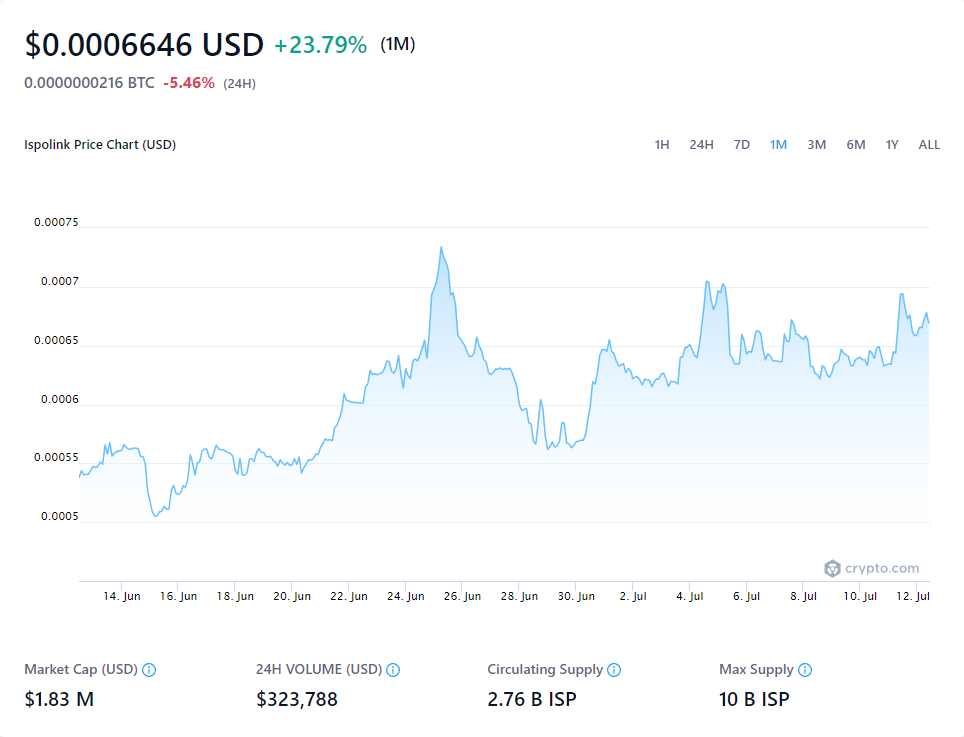 $0.0006646 USD +23.79% (1M)
0.0000000216 BTC -5.46% (24H)
Ispolink Price Chart (USD) 1H 24H 7D 1M 3M 6M 1Y ALL
0.00075
0.0007
0.00065
0.0006
0.00055
0.0005
crypto.com
14. Jun 16. Jun 18. Jun 20. Jun 22. Jun 24. Jun 26. Jun 28. Jun 30. Jun 2. Jul 4. Jul 6. Jul 8. Jul 10. Jul 12. Jul
Market Cap (USD) 24H VOLUME (USD) Circulating Supply Max Supply
$1.83 M $323,788 2.76 B ISP 10 B ISP